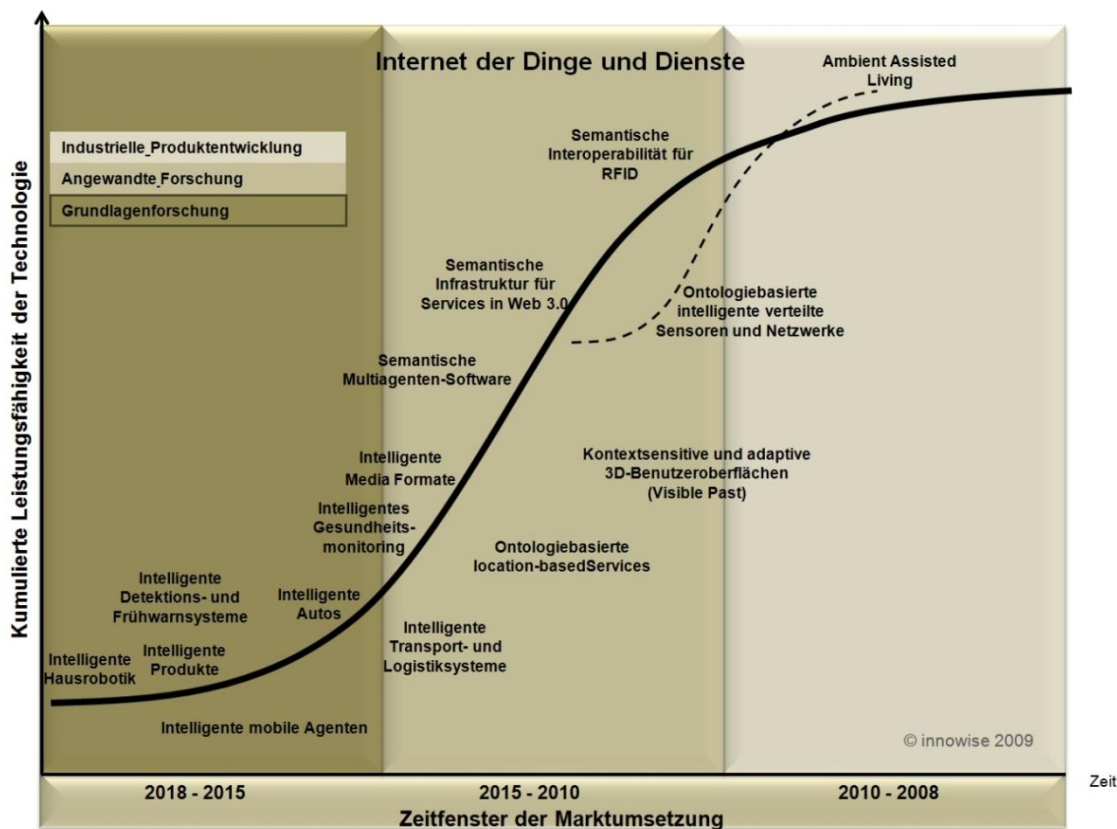 Internet der Dinge und Dienste
Ambient Assisted
Living
Industrielle_Produktentwicklung
Angewandte_Forschung
Grundlagenforschung
Semantische
Interoperabilität für
RFID
Semantische
Infrastruktur für
Services in Web 3.0
Ontologiebasierte
intelligente verteilte
Sensoren und Netzwerke
Semantische
Multiagenten-Software
Intelligente
Media Formate
Kontextsensitive und adaptive
3D-Benutzeroberflächen
(Visible Past)
Intelligentes
Gesundheits-
monitoring
Ontologiebasierte
location-basedServices
Intelligente
Detektions- und
Frühwarnsysteme
Intelligente
Autos
Intelligente
Transport- und
Logistiksysteme
Intelligente
Hausrobotik
Intelligente
Produkte
Intelligente mobile Agenten
© innowise 2009
Kumulierte Leistungsfähigkeit der Technologie
Zeit
2018 - 2015
2015 - 2010
2010 - 2008
Zeitfenster der Marktumsetzung